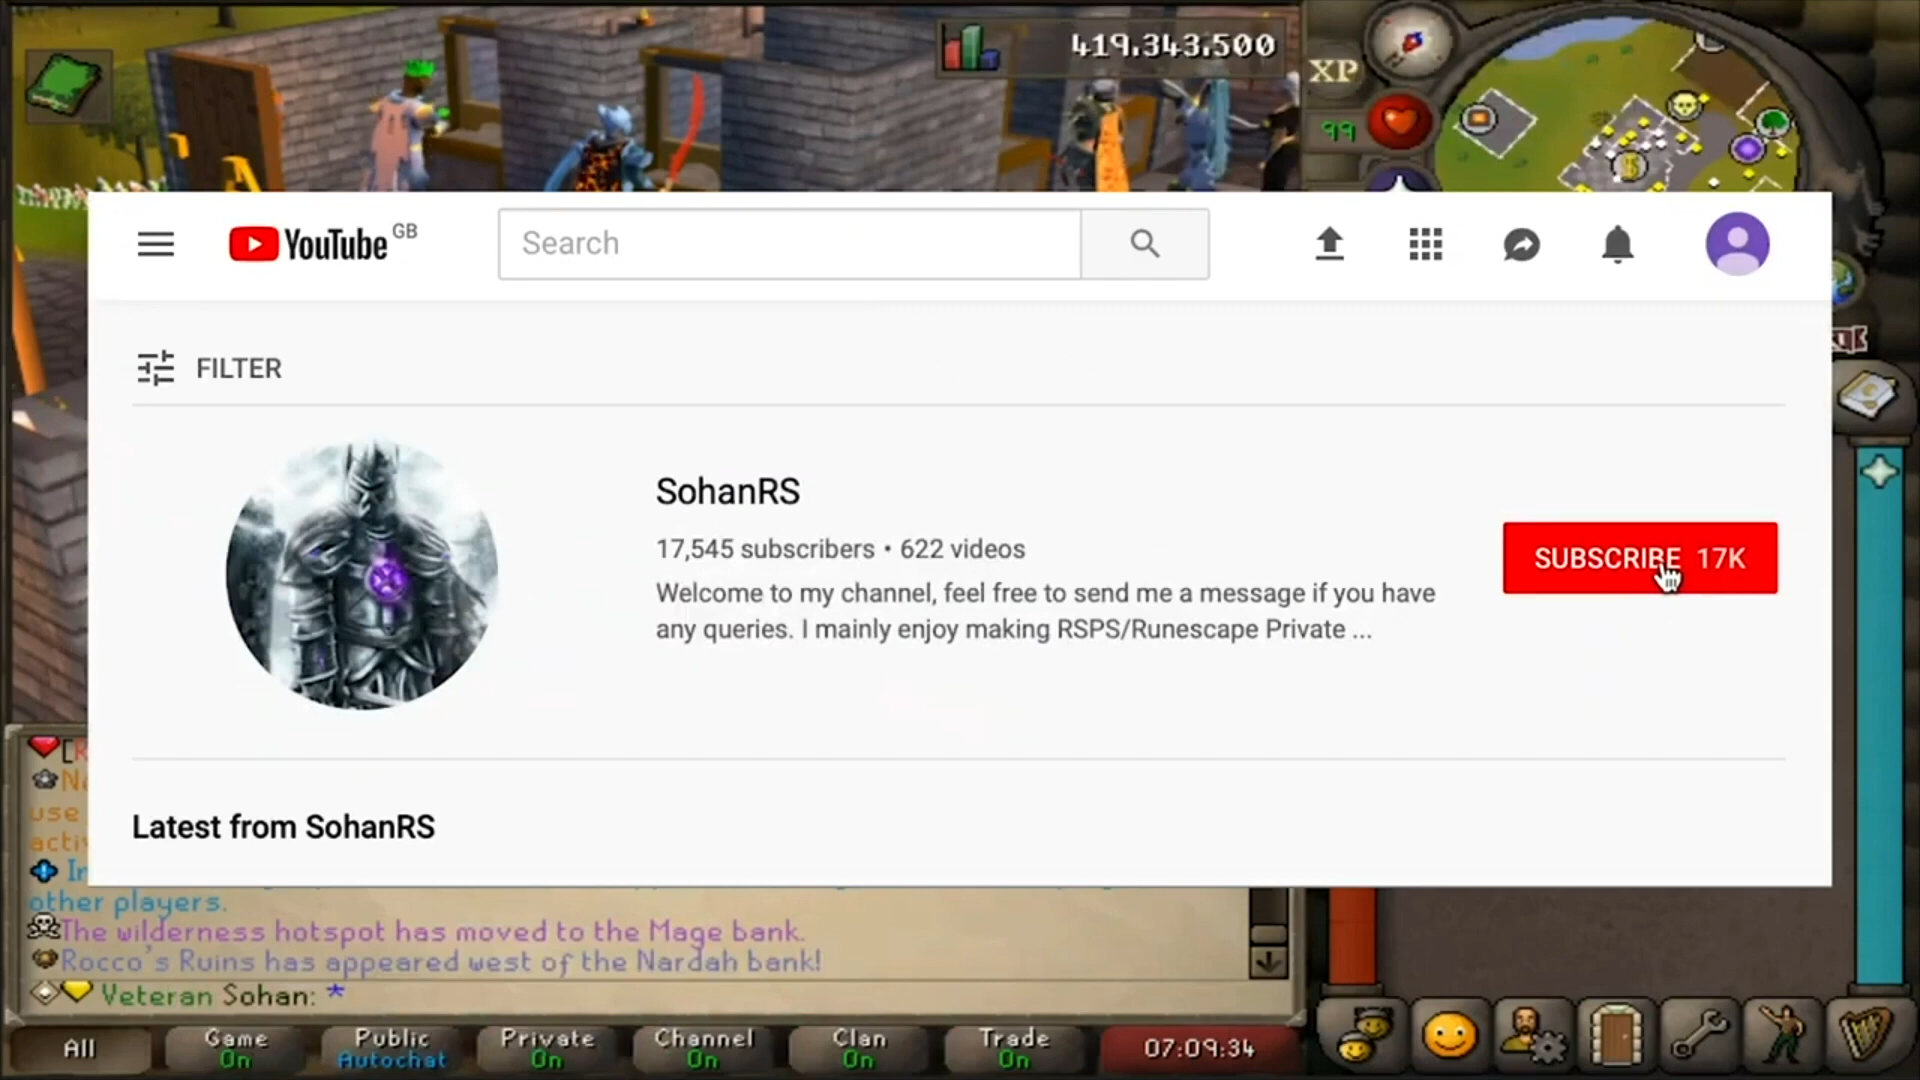 419,343,500
XP
99
YouTube GB
Search
FILTER
SohanRS
17,545 subscribers • 622 videos
Welcome to my channel, feel free to send me a message if you have
any queries. I mainly enjoy making RSPS/Runescape Private ...
SUBSCRIBE 17K
Latest from SohanRS
use
other players.
The wilderness hotspot has moved to the Mage bank.
Rocco's Ruins has appeared west of the Nardah bank!
Veteran Sohan: *
All
Game
On
Public
Autochat
Private
On
Channel
On
Clan
On
Trade
On
07:09:34